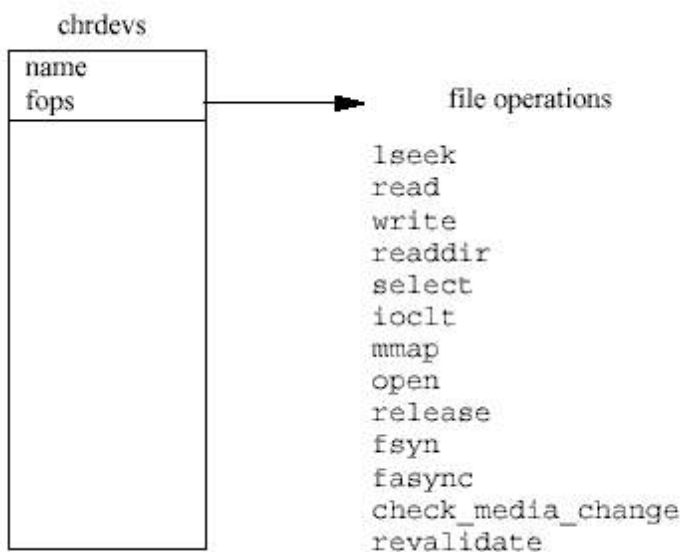 chrdevs
name
fops
file operations
lseek
read
write
readdir
select
ioclt
mmap
open
release
fsyn
fasync
check_media_change
revalidate